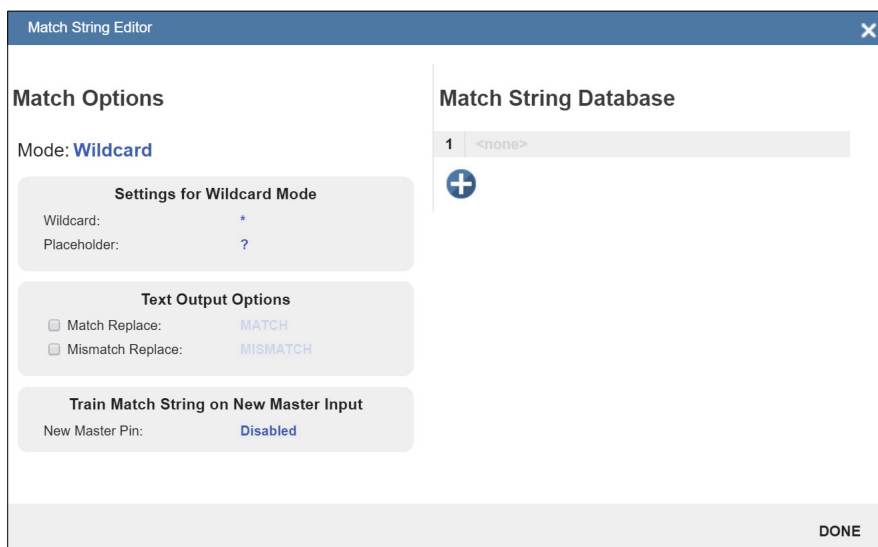 Match String Editor
Match Options
Mode: Wildcard
Settings for Wildcard Mode
Wildcard: *
Placeholder: ?
Text Output Options
Match Replace: MATCH
Mismatch Replace: MISMATCH
Train Match String on New Master Input
New Master Pin: Disabled
Match String Database
1 <none>
DONE